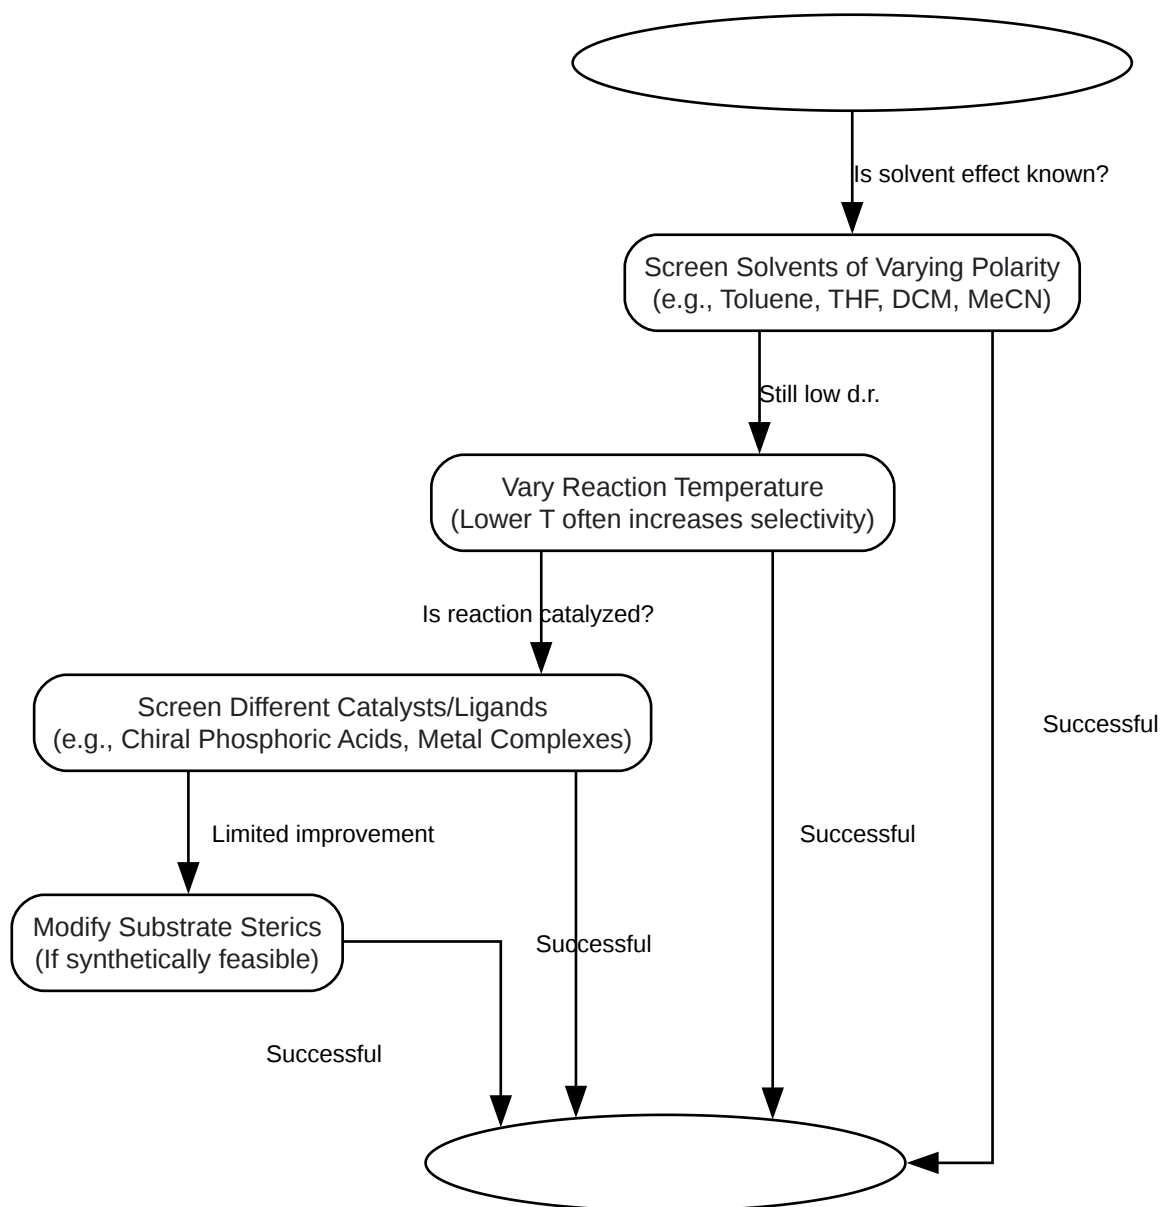 Is solvent effect known?
Screen Solvents of Varying Polarity
(e.g., Toluene, THF, DCM, MeCN)
Still low d.r.
Vary Reaction Temperature
(Lower T often increases selectivity)
Is reaction catalyzed?
Screen Different Catalysts/Ligands
(e.g., Chiral Phosphoric Acids, Metal Complexes)
Successful
Limited improvement
Successful
Modify Substrate Sterics
(If synthetically feasible)
Successful
Successful